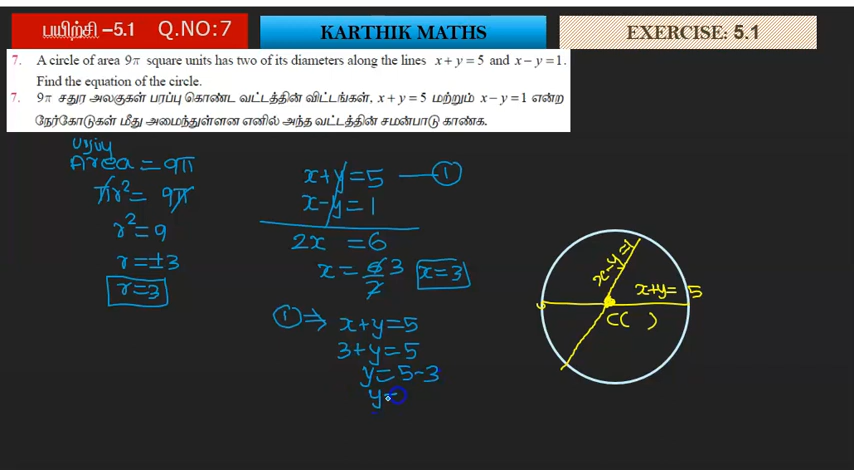 பயிற்சி -5.1 Q.NO:7
KARTHIK MATHS
EXERCISE: 5.1
7. A circle of area 9π square units has two of its diameters along the lines x + y = 5 and x − y = 1.
Find the equation of the circle.
7. 9π சதுர அலகுகள் பரப்பு கொண்ட வட்டத்தின் விட்டங்கள், x + y = 5 மற்றும் x − y = 1 என்ற
நேர்கோடுகள் மீது அமைந்துள்ளன எனில் அந்த வட்டத்தின் சமன்பாடு காண்க.
Area = 9π
πr² = 9π
r² = 9
r = ±3
r = 3
x+y = 5 — ①
x-y = 1
2x = 6
x = 6/2 3
x = 3
① ⇒ x+y = 5
3+y = 5
y = 5-3
y =
x-y=1
x+y= 5
C( )